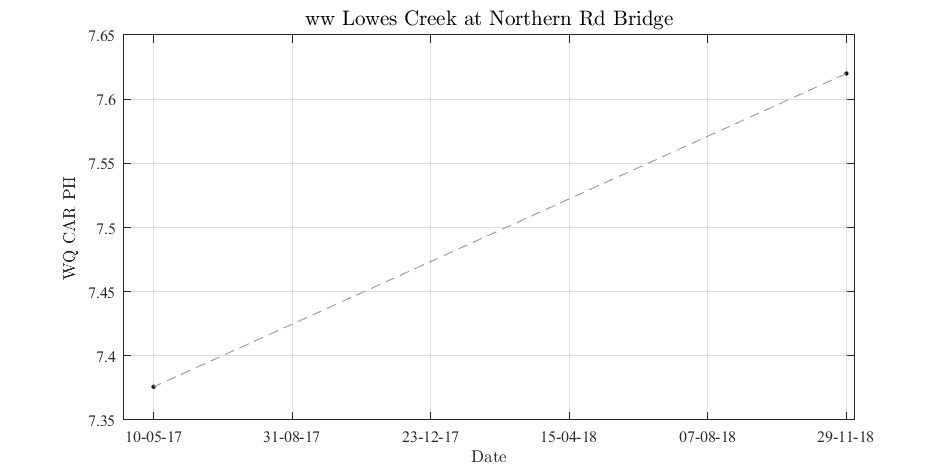 ww Lowes Creek at Northern Rd Bridge
7.65
7.6
7.55
7.5
7.45
7.4
7.35
WQ CAR PH
10-05-17 31-08-17 23-12-17 15-04-18 07-08-18 29-11-18
Date